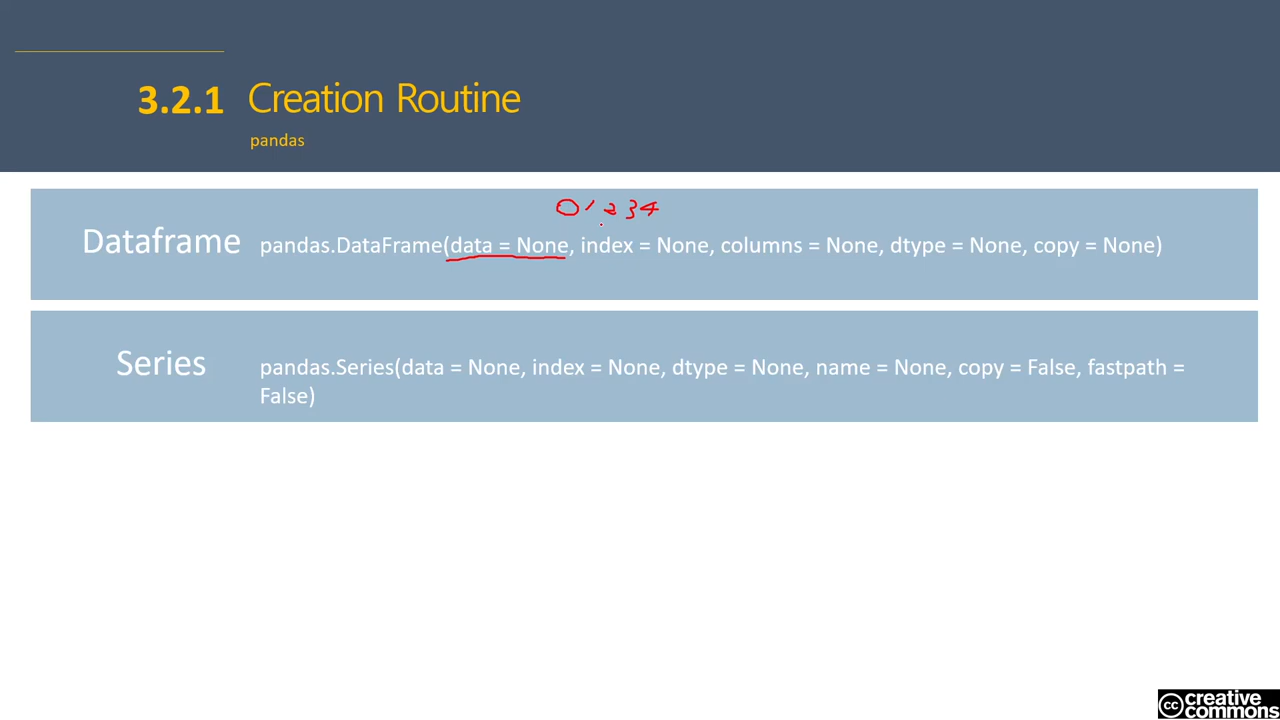 3.2.1 Creation Routine
pandas
0 1 2 3 4
Dataframe pandas.DataFrame(data = None, index = None, columns = None, dtype = None, copy = None)
Series pandas.Series(data = None, index = None, dtype = None, name = None, copy = False, fastpath =
False)
cc creative
commons